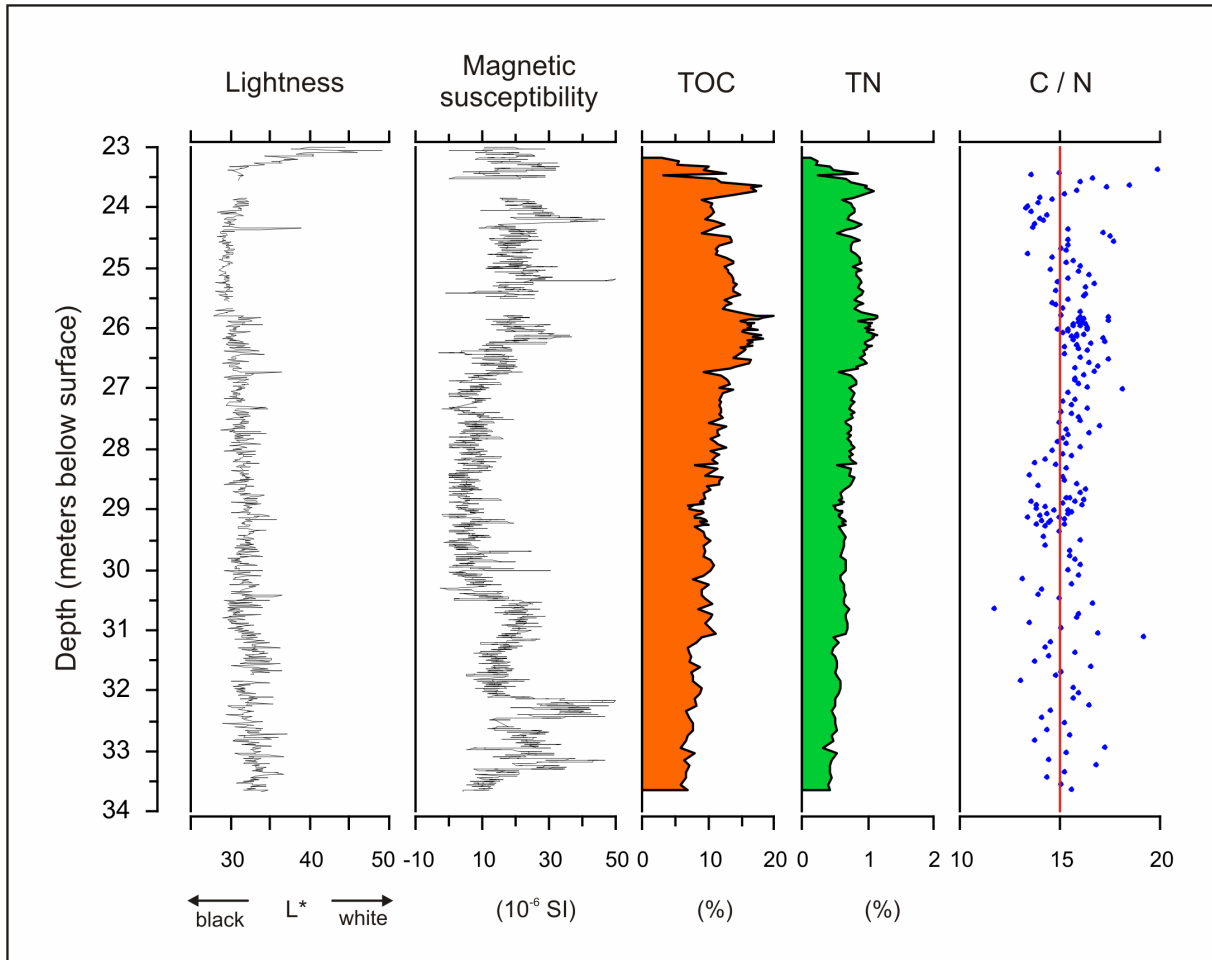 Lightness
Magnetic
susceptibility
TOC
TN
C / N
Depth (meters below surface)
23
24
25
26
27
28
29
30
31
32
33
34
30 40 50
-10 10 30 50
0 10 20
0 1 2
10 15 20
black L* white
(10⁻⁶ SI)
(%)
(%)